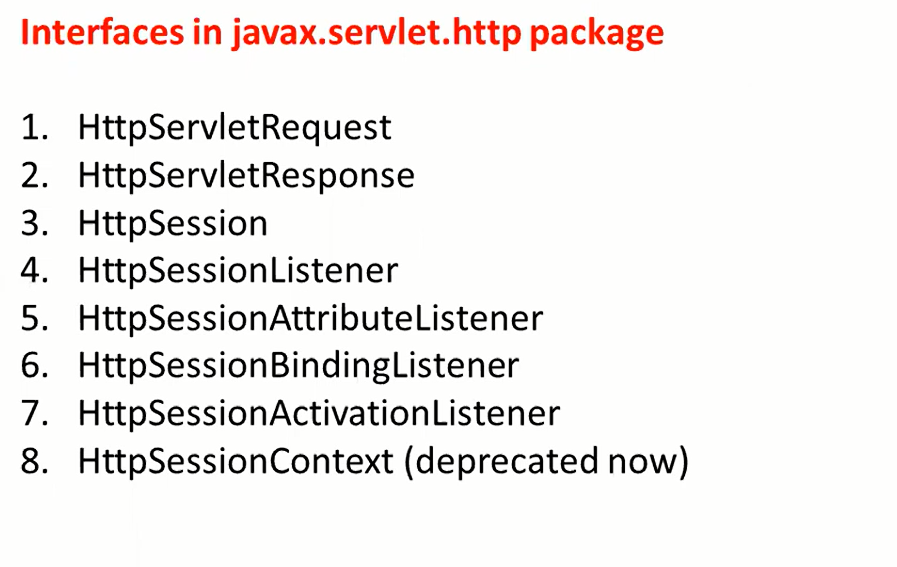 Interfaces in javax.servlet.http package
1. HttpServletRequest
2. HttpServletResponse
3. HttpSession
4. HttpSessionListener
5. HttpSessionAttributeListener
6. HttpSessionBindingListener
7. HttpSessionActivationListener
8. HttpSessionContext (deprecated now)